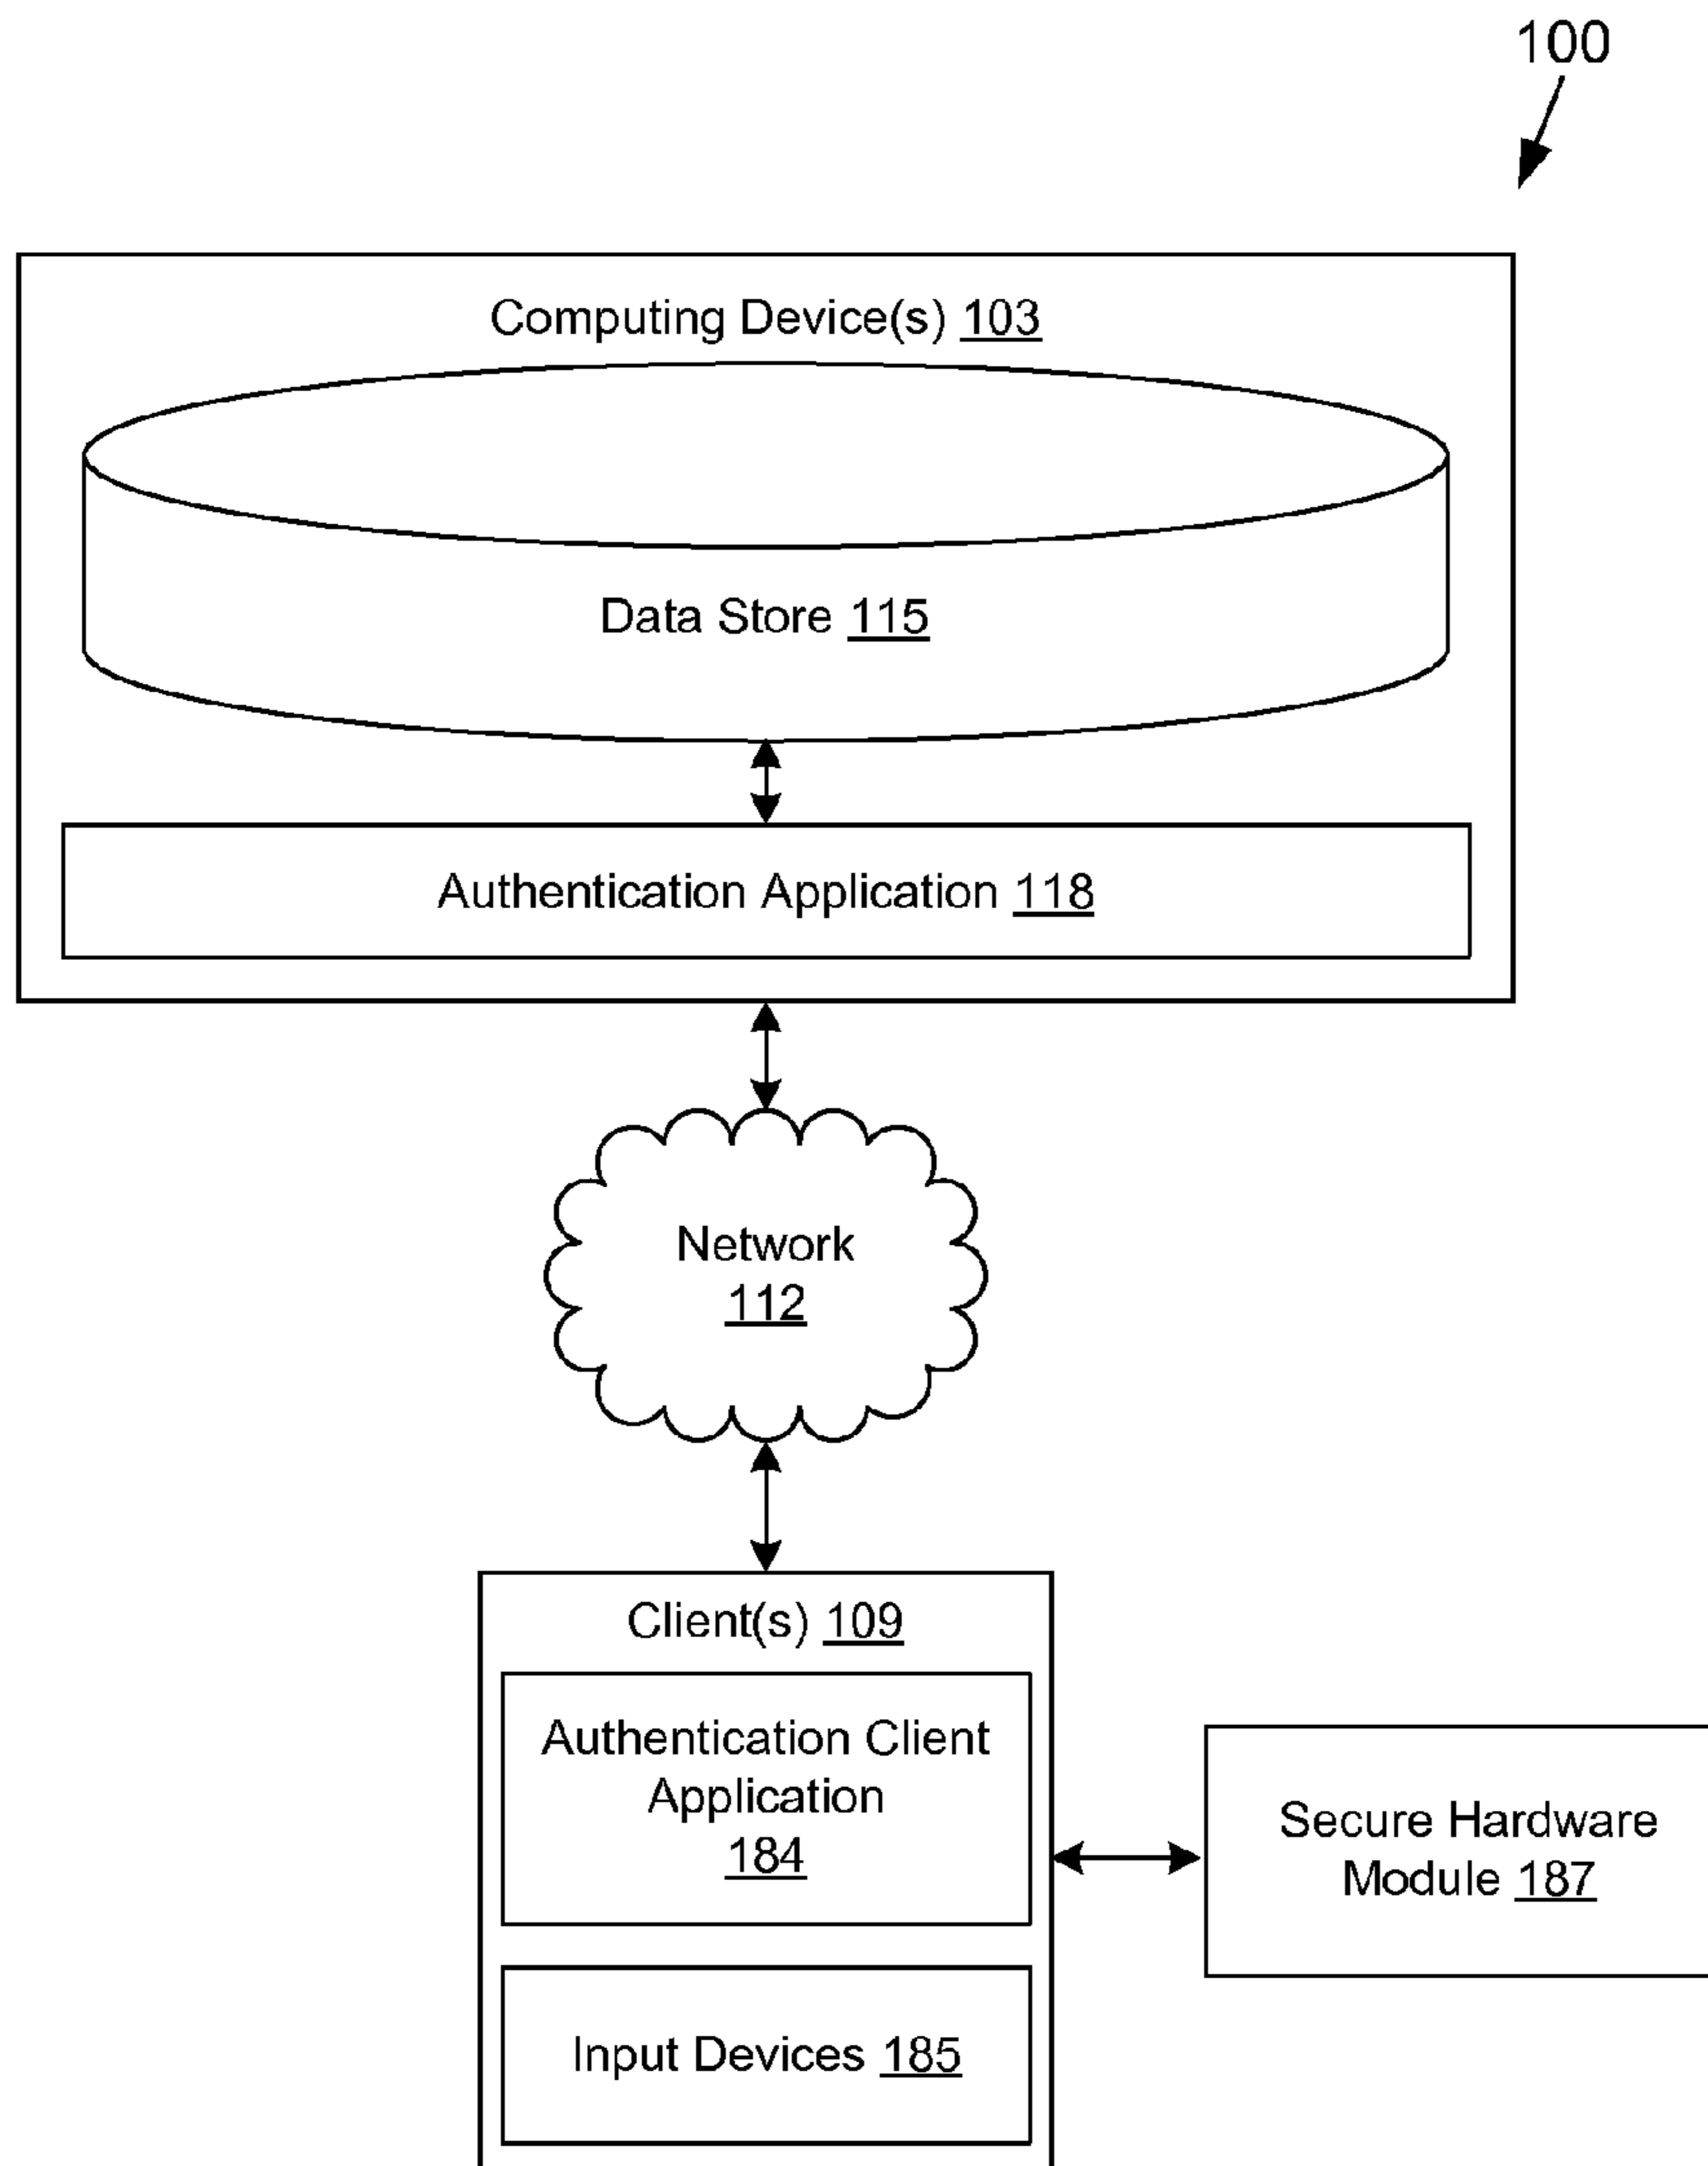 100
Computing Device(s) 103
Data Store 115
Authentication Application 118
Network
112
Client(s) 109
Authentication Client
Application
184
Secure Hardware
Module 187
Input Devices 185